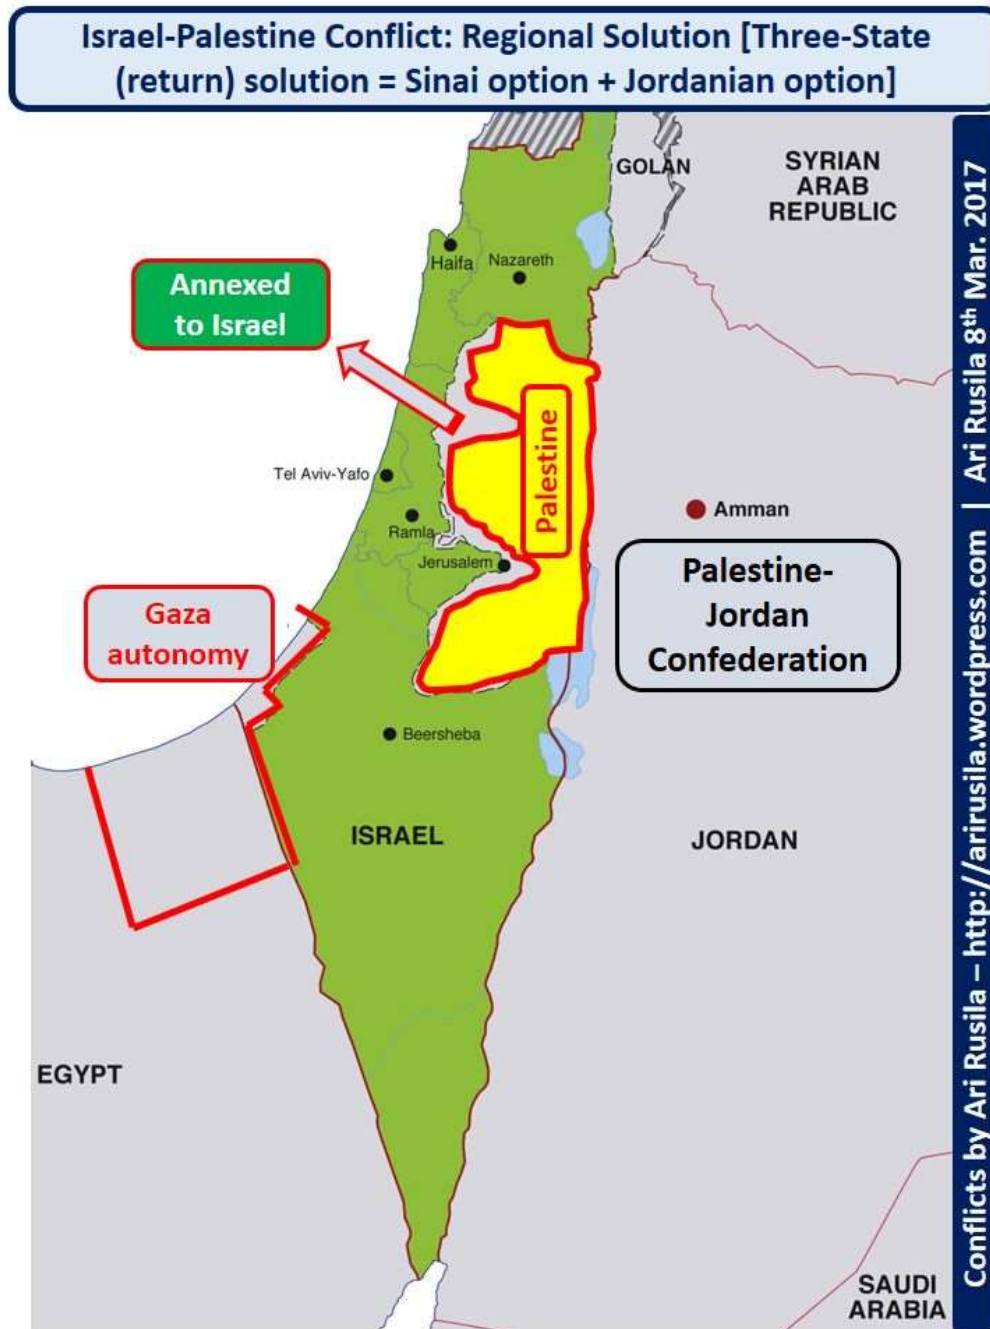 Israel-Palestine Conflict: Regional Solution [Three-State
(return) solution = Sinai option + Jordanian option]
GOLAN
SYRIAN
ARAB
REPUBLIC
Haifa
Nazareth
Annexed
to Israel
Palestine
Tel Aviv-Yafo
Ramla
Jerusalem
Amman
Palestine-
Jordan
Confederation
Gaza
autonomy
Beersheba
ISRAEL
JORDAN
EGYPT
SAUDI
ARABIA
Conflicts by Ari Rusila – http://arirusila.wordpress.com | Ari Rusila 8th Mar. 2017